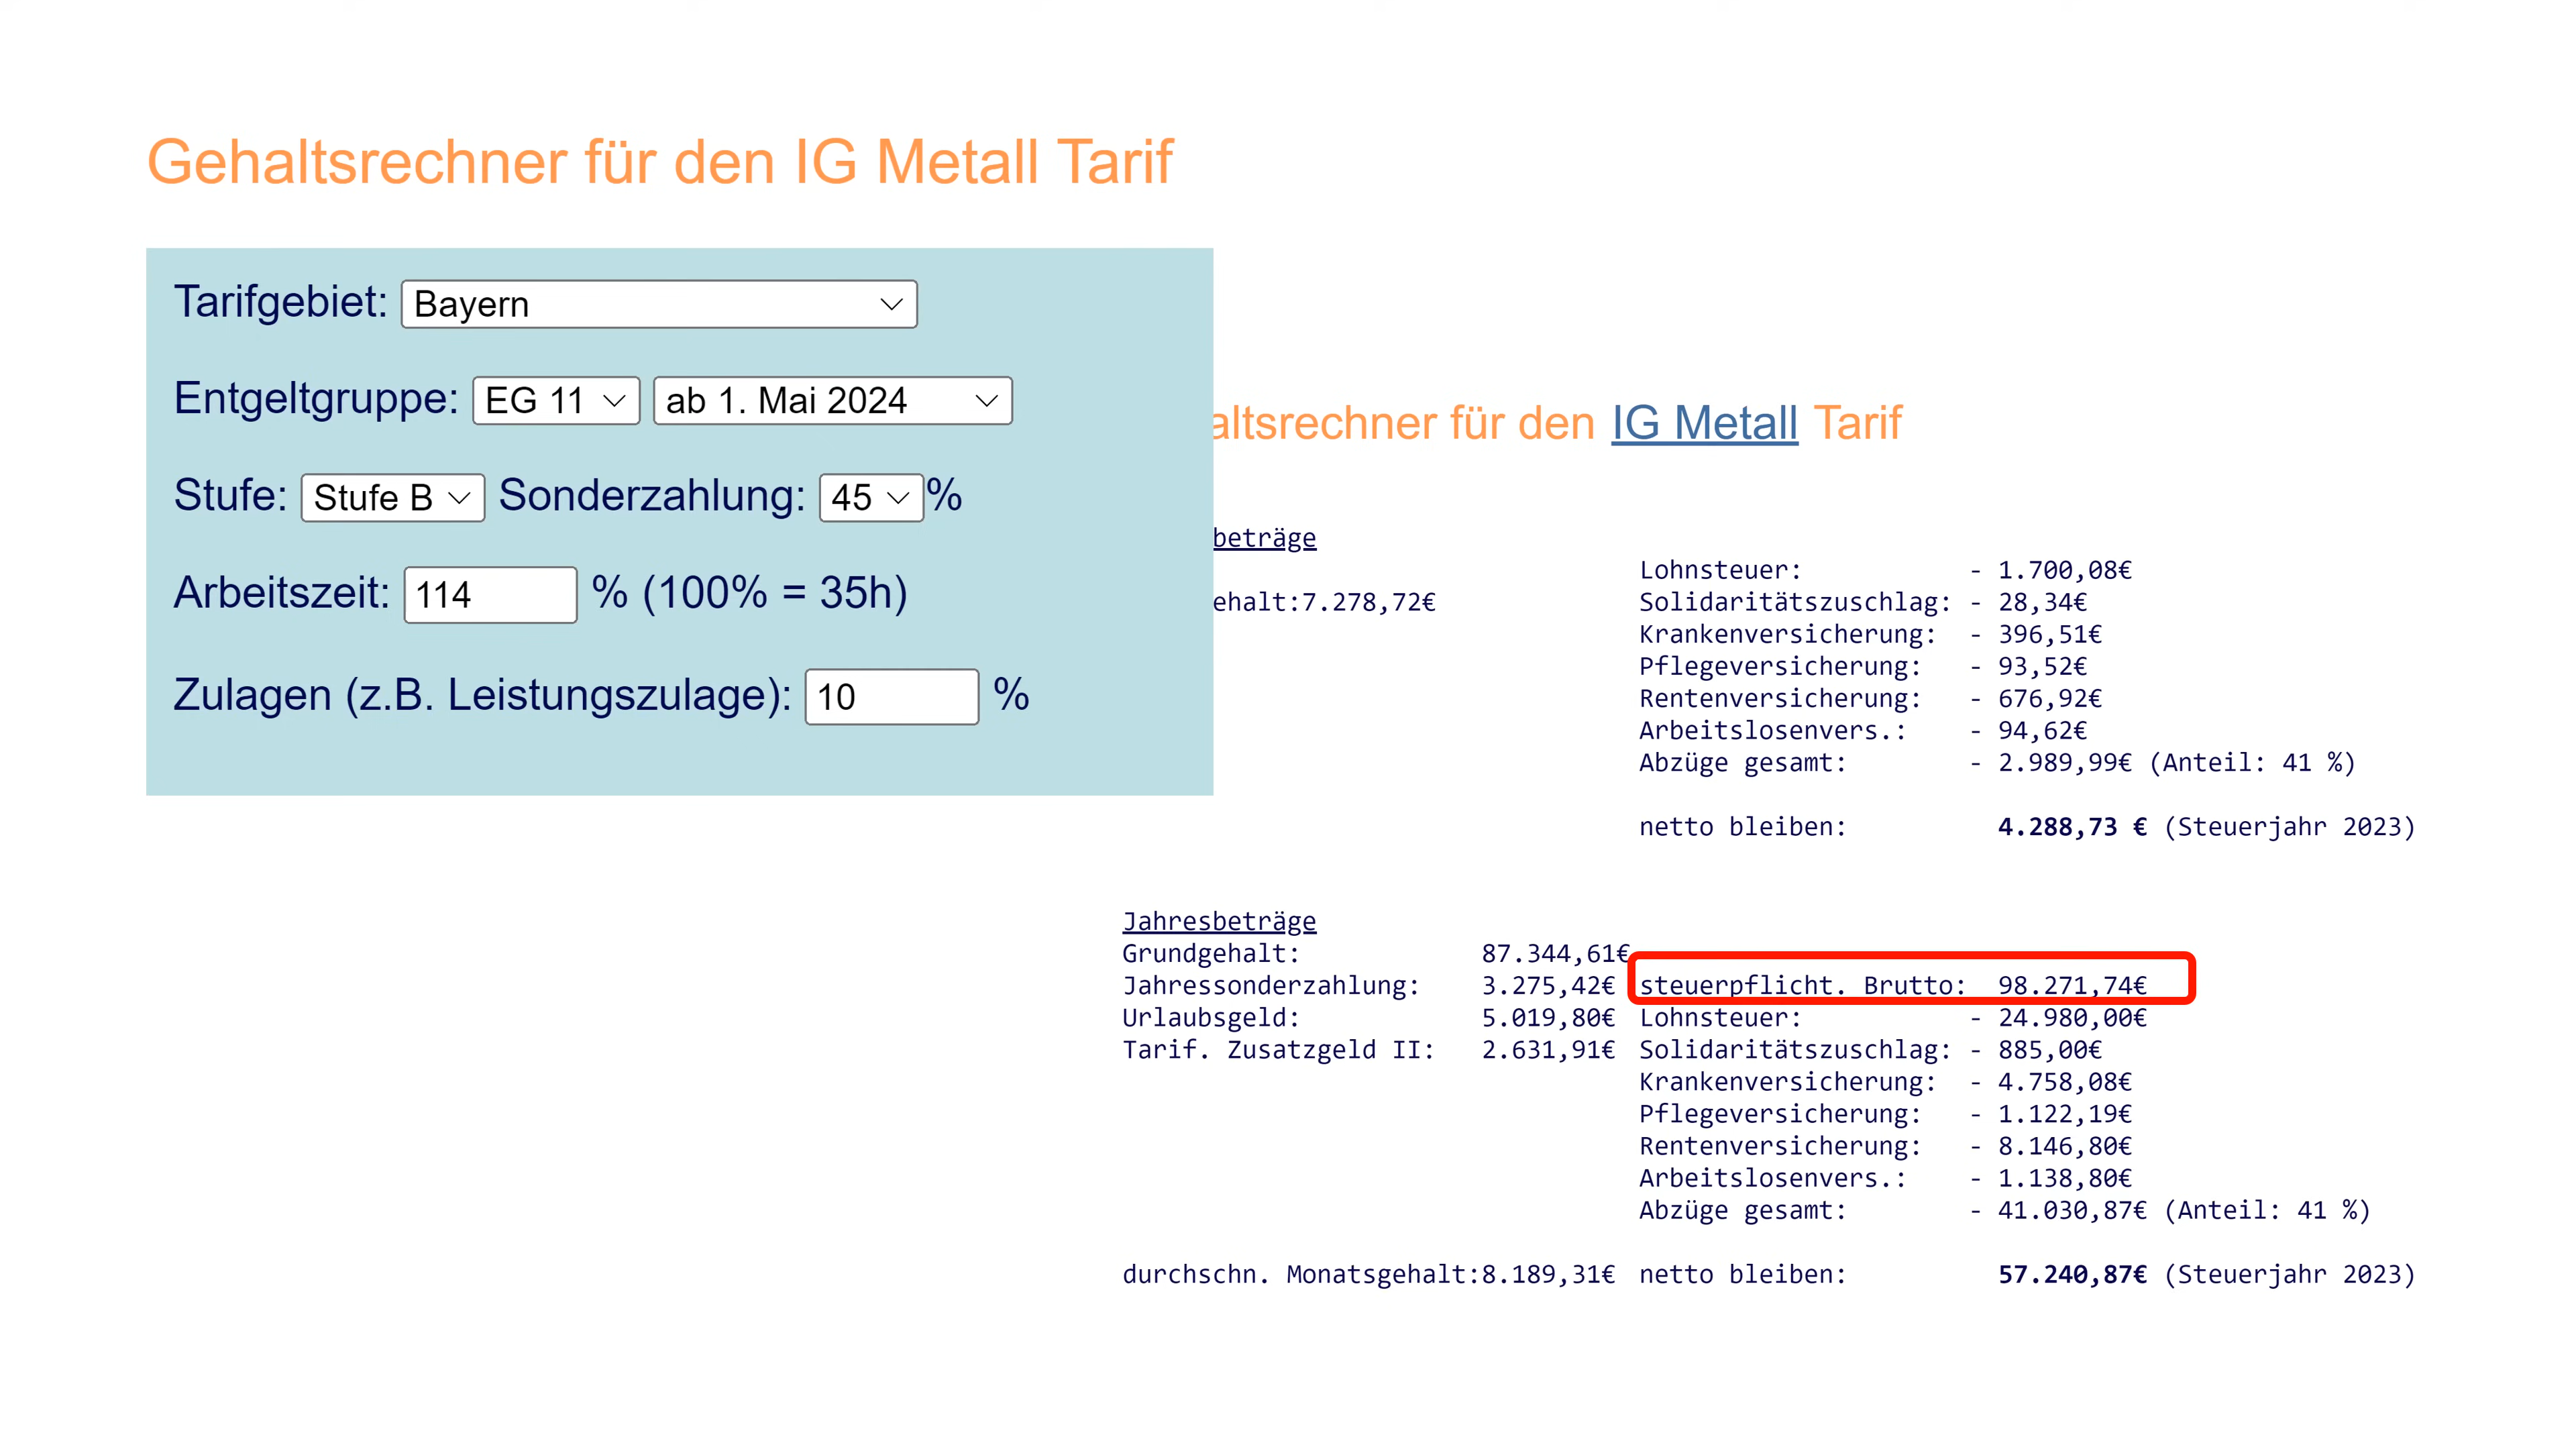 Gehaltsrechner für den IG Metall Tarif
Tarifgebiet: Bayern
Entgeltgruppe: EG 11 ab 1. Mai 2024
Stufe: Stufe B Sonderzahlung: 45 %
Arbeitszeit: 114 % (100% = 35h)
Zulagen (z.B. Leistungszulage): 10 %
altsrechner für den IG Metall Tarif
beträge
Lohnsteuer: - 1.700,08€
ehalt:7.278,72€ Solidaritätszuschlag: - 28,34€
Krankenversicherung: - 396,51€
Pflegeversicherung: - 93,52€
Rentenversicherung: - 676,92€
Arbeitslosenvers.: - 94,62€
Abzüge gesamt: - 2.989,99€ (Anteil: 41 %)
netto bleiben: 4.288,73 € (Steuerjahr 2023)
Jahresbeträge
Grundgehalt: 87.344,61€
Jahressonderzahlung: 3.275,42€ steuerpflicht. Brutto: 98.271,74€
Urlaubsgeld: 5.019,80€ Lohnsteuer: - 24.980,00€
Tarif. Zusatzgeld II: 2.631,91€ Solidaritätszuschlag: - 885,00€
Krankenversicherung: - 4.758,08€
Pflegeversicherung: - 1.122,19€
Rentenversicherung: - 8.146,80€
Arbeitslosenvers.: - 1.138,80€
Abzüge gesamt: - 41.030,87€ (Anteil: 41 %)
durchschn. Monatsgehalt:8.189,31€ netto bleiben: 57.240,87€ (Steuerjahr 2023)